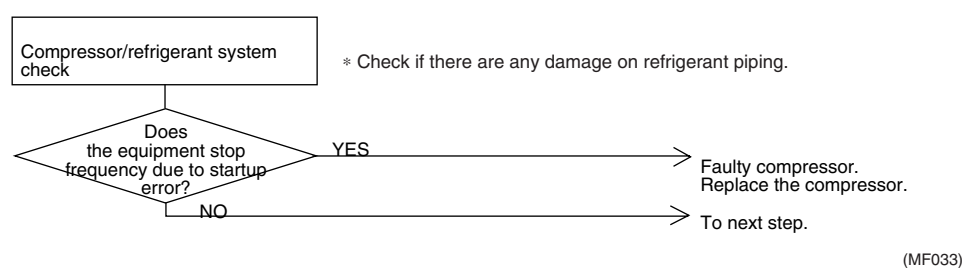 Compressor/refrigerant system
check
* Check if there are any damage on refrigerant piping.
Does
the equipment stop
frequency due to startup
error?
YES
Faulty compressor.
Replace the compressor.
NO
To next step.
(MF033)